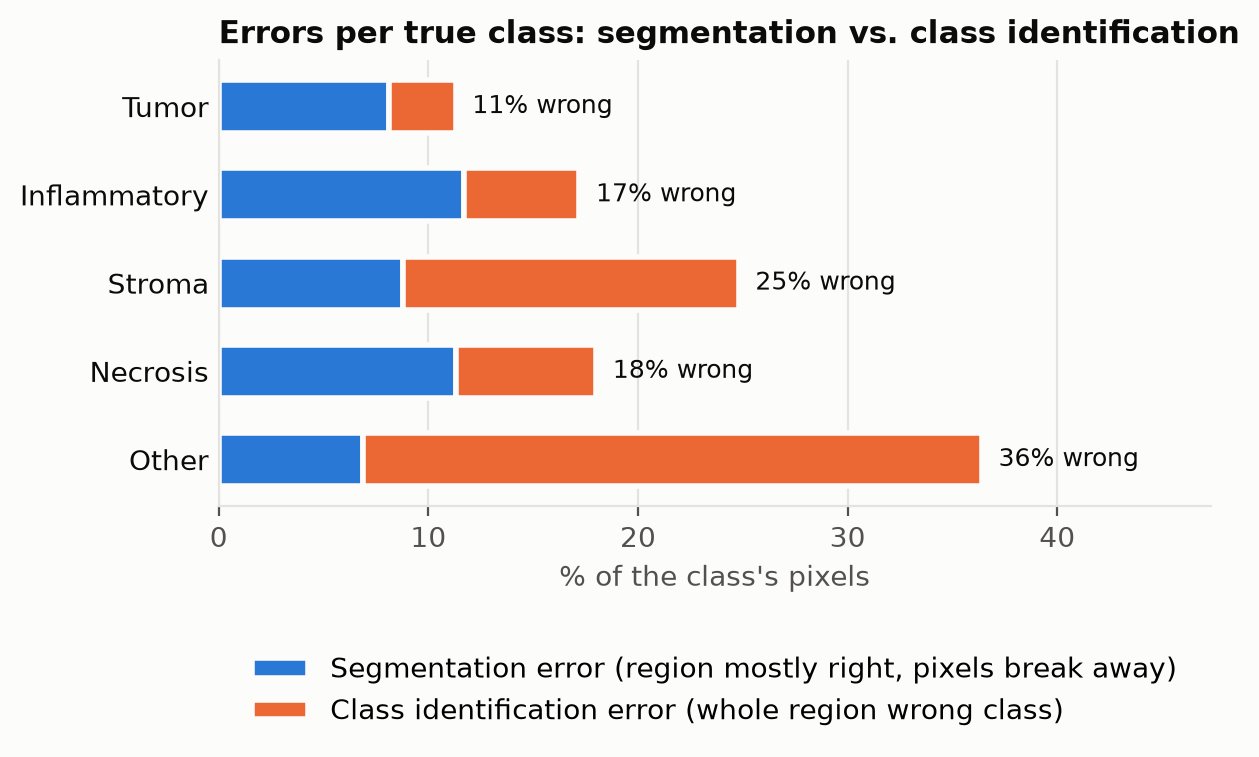 Errors per true class: segmentation vs. class identification
Tumor
11% wrong
Inflammatory
17% wrong
Stroma
25% wrong
Necrosis
18% wrong
Other
36% wrong
0 10 20 30 40
% of the class's pixels
Segmentation error (region mostly right, pixels break away)
Class identification error (whole region wrong class)